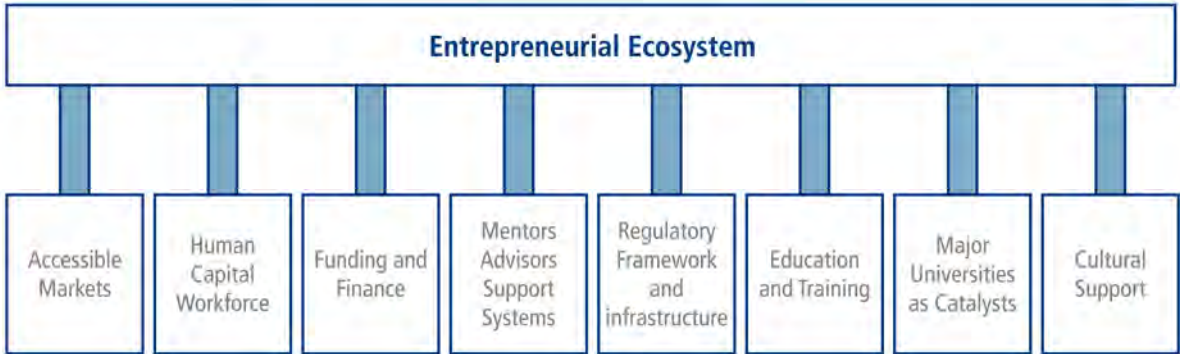 Entrepreneurial Ecosystem
Accessible
Markets
Human
Capital
Workforce
Funding and
Finance
Mentors
Advisors
Support
Systems
Regulatory
Framework
and
infrastructure
Education
and Training
Major
Universities
as Catalysts
Cultural
Support